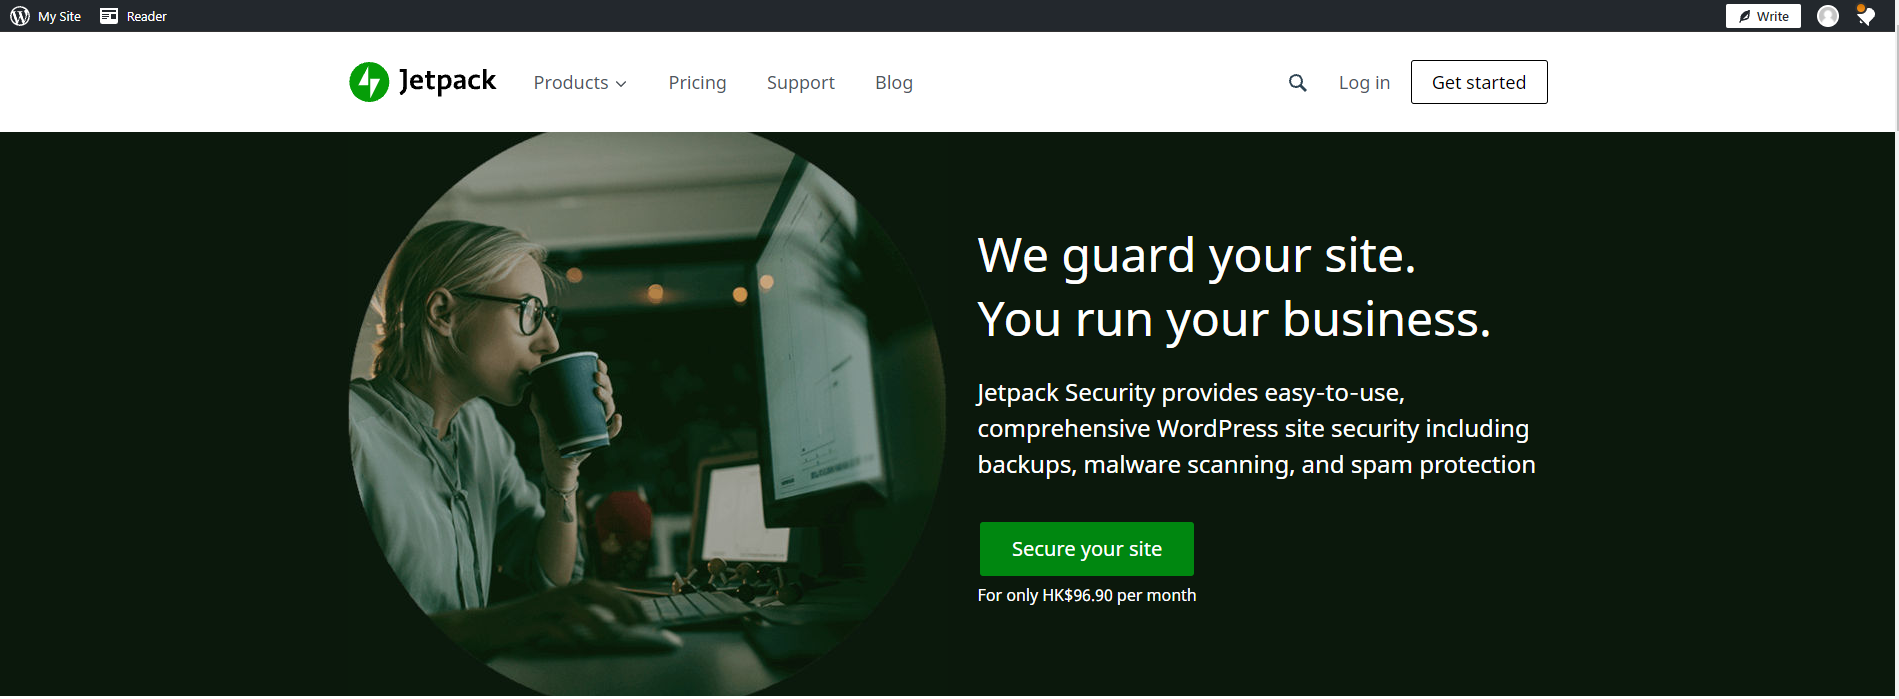 My Site
Reader
Write
Jetpack
Products
Pricing
Support
Blog
Log in
Get started
We guard your site.
You run your business.
Jetpack Security provides easy-to-use,
comprehensive WordPress site security including
backups, malware scanning, and spam protection
Secure your site
For only HK$96.90 per month